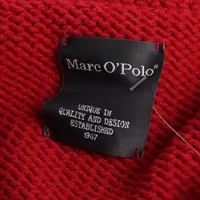 Marc O'Polo
UNIQUE IN
QUALITY AND DESIGN
ESTABLISHED
1967